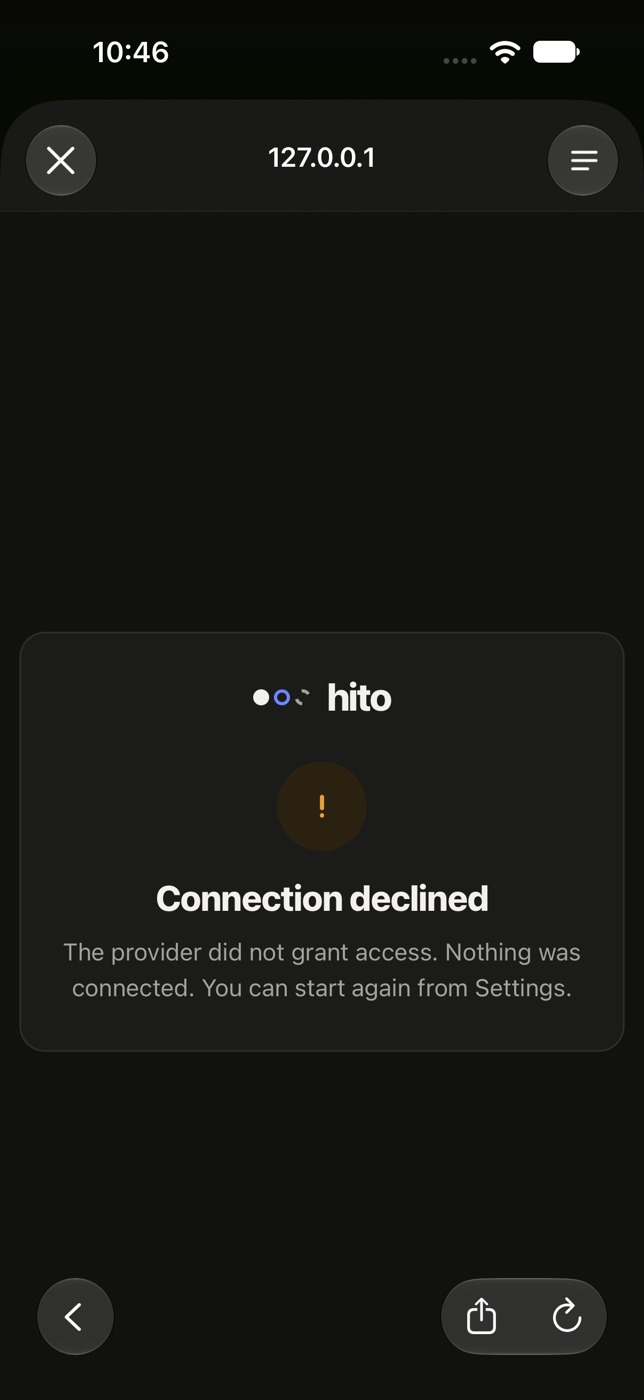 10:46
127.0.0.1
hito
!
Connection declined
The provider did not grant access. Nothing was
connected. You can start again from Settings.